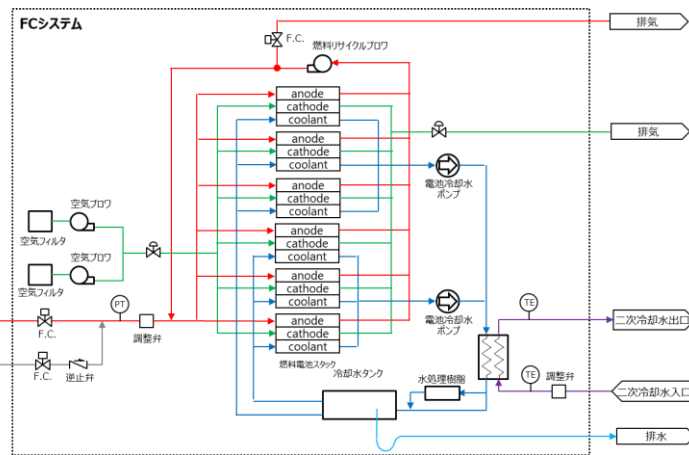 FCシステム
排気
F.C.
燃料リサイクルブロワ
anode
cathode
coolant
anode
cathode
coolant
排気
電池冷却水
ポンプ
anode
cathode
coolant
空気ブロワ
空気フィルタ
anode
cathode
coolant
空気ブロワ
空気フィルタ
anode
cathode
coolant
電池冷却水
ポンプ
PT
TE
F.C.
調整弁
anode
cathode
coolant
二次冷却水出口
燃料電池スタック
F.C.
逆止弁
冷却水タンク
水処理樹脂
TE
調整弁
二次冷却水入口
排水